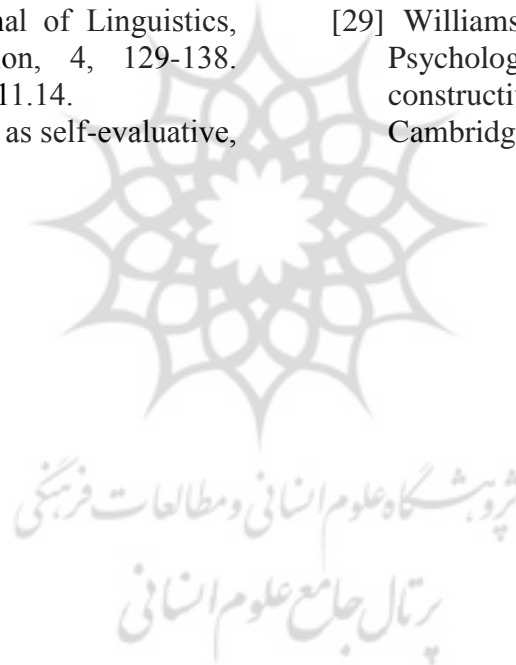 nal of Linguistics,
on, 4, 129-138.
11.14.
as self-evaluative,
[29] Williams
Psycholog
constructiv
Cambridg
پژوهشگاه علوم انسانی و مطالعات فرهنگی
پرتال جامع علوم انسانی